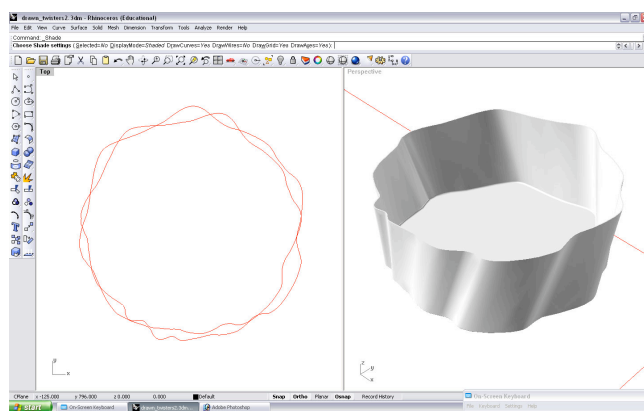 drawn_twisters2.3dm - Rhinoceros (Educational)
File Edit View Curve Surface Solid Mesh Dimension Transform Tools Analyze Render Help
Command: _Shade
Choose Shade settings (Selected=No DisplayMode=Shaded DrawCurves=Yes DrawWires=No DrawGrid=Yes DrawAxes=Yes):
Top
Perspective
y
x
z
y
x
CPlane x -125.000 y 796.000 z 0.000 0.000 Default Snap Ortho Planar Osnap Record History
On-Screen Keyboard
File Keyboard Settings Help
start On-Screen Keyboard drawn_twisters2.3dm... Adobe Photoshop